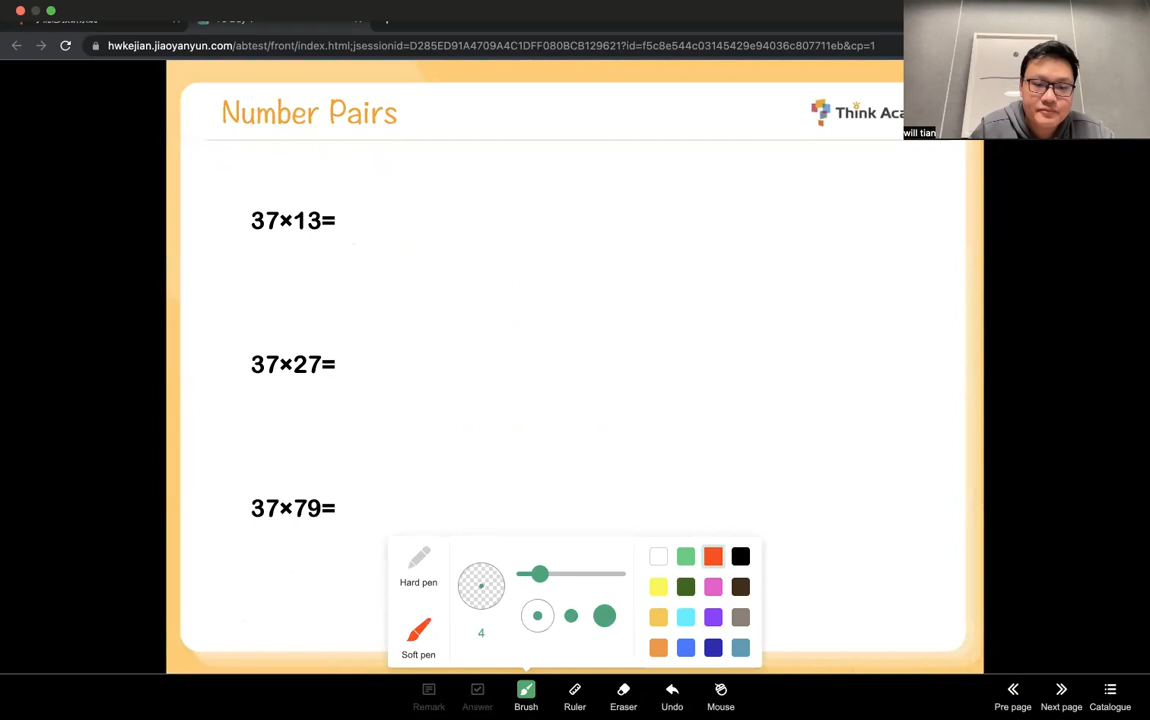 hwkejian.jiaoyanyun.com/abtest/front/index.html;jsessionid=D285ED91A4709A4C1DFF080BCB129621?id=f5c8e544c03145429e94036c807711eb&cp=1
will tian
Number Pairs
Think Aca
37×13=
37×27=
37×79=
Hard pen
Soft pen
4
Remark
Answer
Brush
Ruler
Eraser
Undo
Mouse
Pre page
Next page
Catalogue